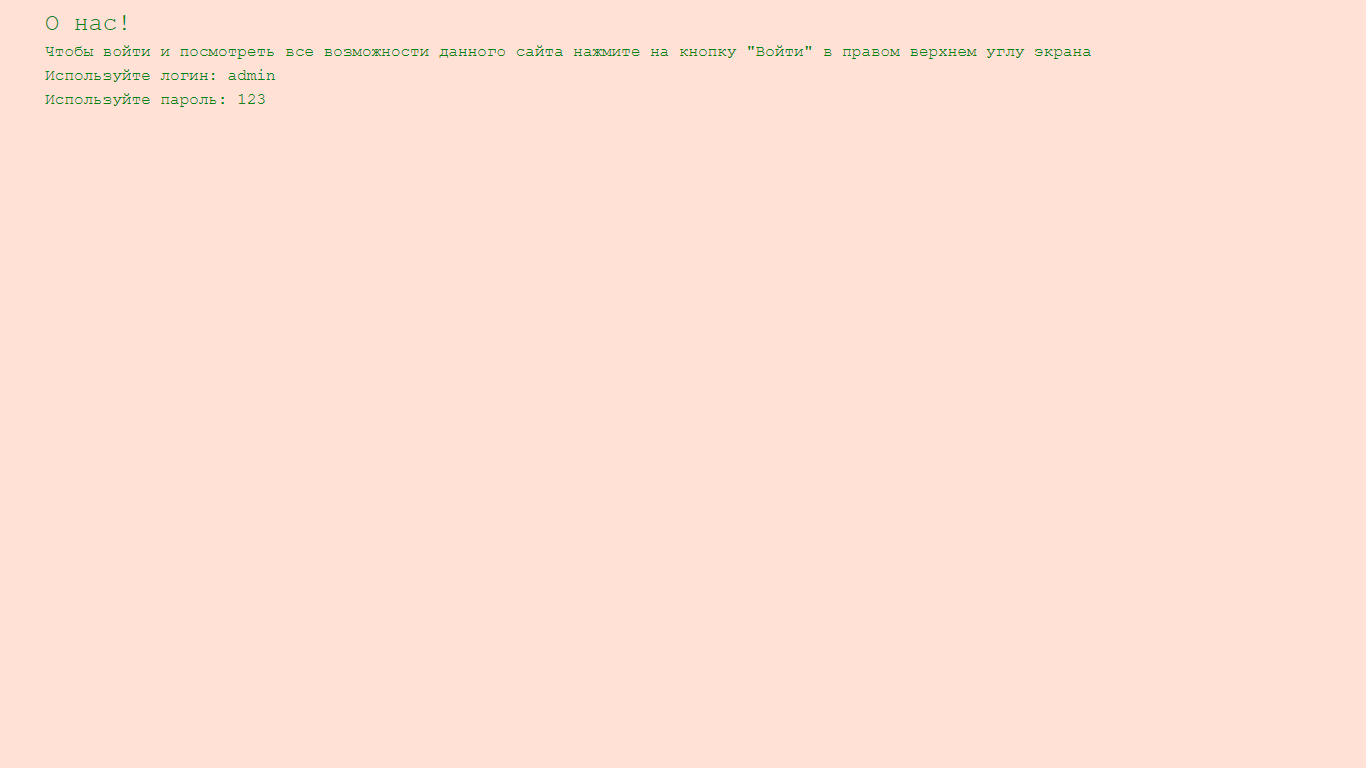 О нас!
Чтобы войти и посмотреть все возможности данного сайта нажмите на кнопку "Войти" в правом верхнем углу экрана
Используйте логин: admin
Используйте пароль: 123